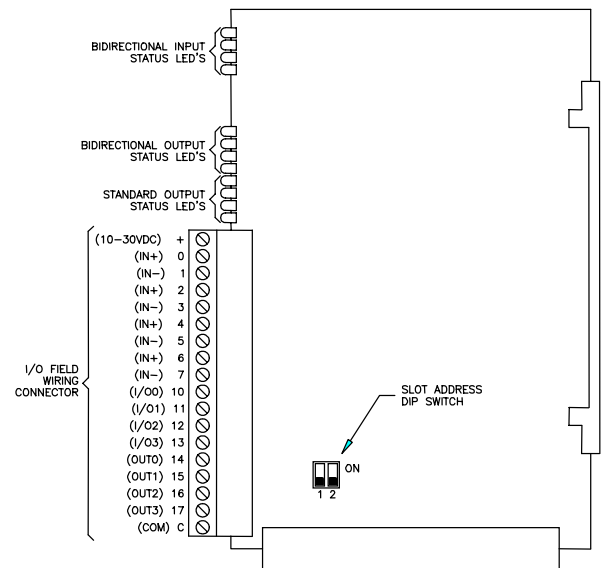 BIDIRECTIONAL INPUT
STATUS LED'S
BIDIRECTIONAL OUTPUT
STATUS LED'S
STANDARD OUTPUT
STATUS LED'S
(10-30VDC) +
(IN+) 0
(IN-) 1
(IN+) 2
(IN-) 3
(IN+) 4
(IN-) 5
(IN+) 6
(IN-) 7
(I/O0) 10
(I/O1) 11
(I/O2) 12
(I/O3) 13
(OUT0) 14
(OUT1) 15
(OUT2) 16
(OUT3) 17
(COM) C
I/O FIELD
WIRING
CONNECTOR
SLOT ADDRESS
DIP SWITCH
ON
1 2